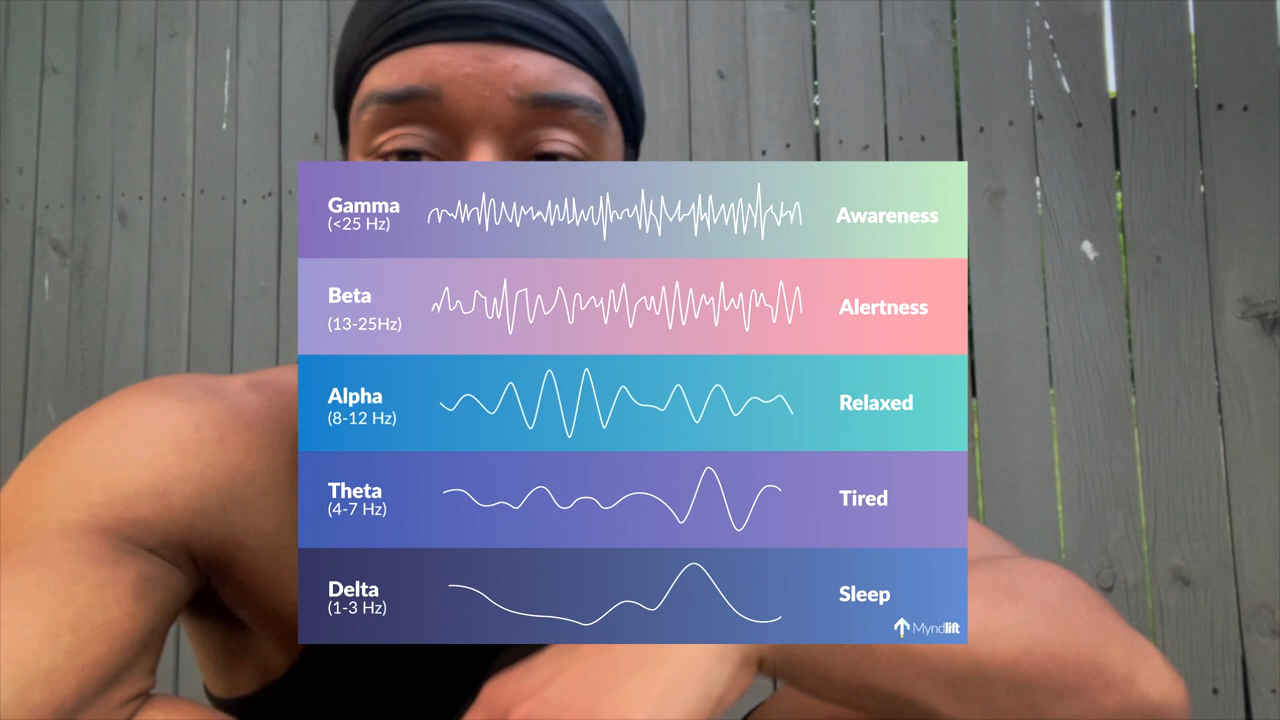 Gamma
(<25 Hz)
Awareness
Beta
(13-25Hz)
Alertness
Alpha
(8-12 Hz)
Relaxed
Theta
(4-7 Hz)
Tired
Delta
(1-3 Hz)
Sleep
Myndlift